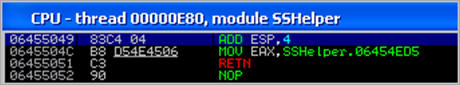 CPU - thread 00000E80, module SSHelper
06455049 83C4 04 ADD ESP,4
0645504C B8 D54E4506 MOV EAX,SSHelper.06454ED5
06455051 C3 RETN
06455052 90 NOP